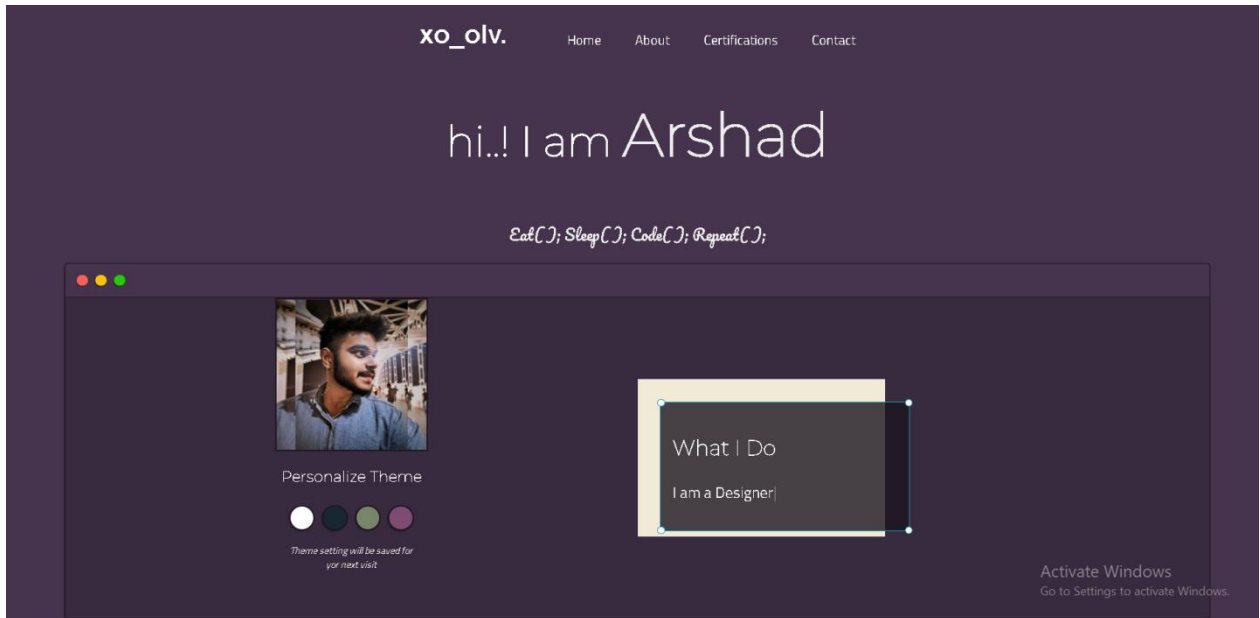 xo_olv. Home About Certifications Contact
hi..! I am Arshad
Eat(); Sleep(); Code(); Repeat();
Personalize Theme
Theme setting will be saved for
yor next visit
What I Do
I am a Designer|
Activate Windows
Go to Settings to activate Windows.